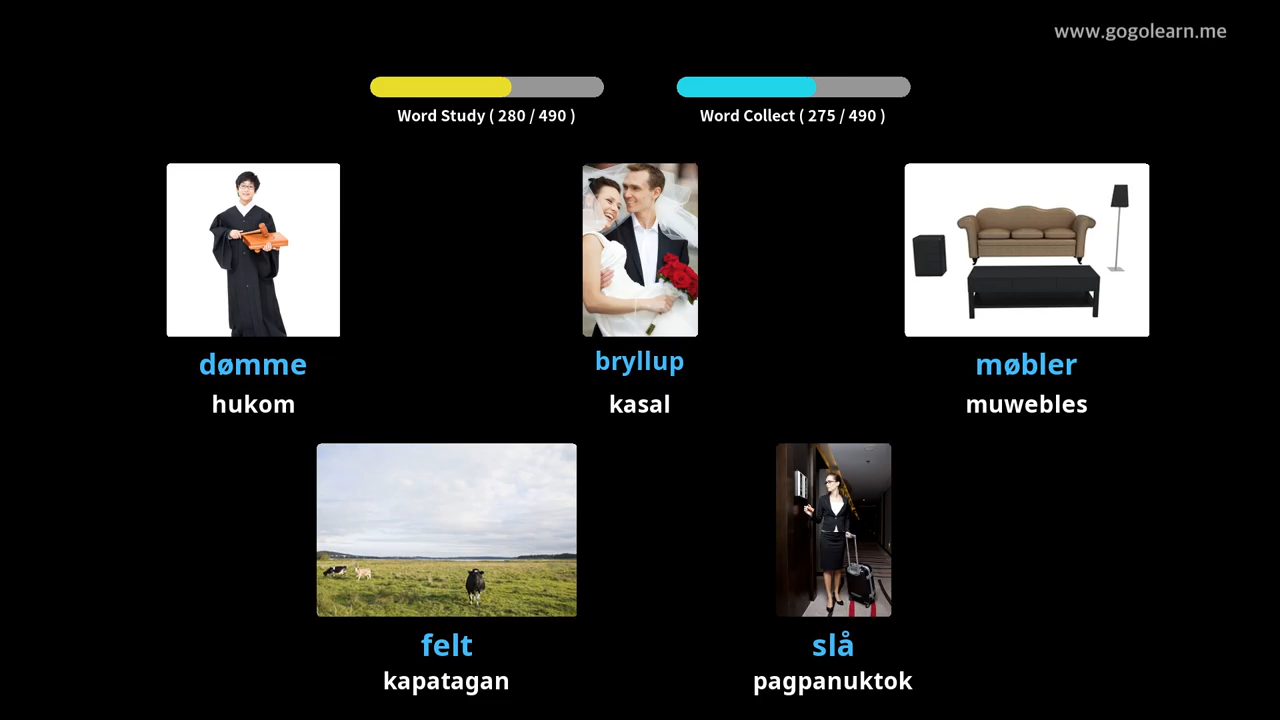 www.gogolearn.me
Word Study ( 280 / 490 )
Word Collect ( 275 / 490 )
dømme
bryllup
møbler
hukom
kasal
muwebles
felt
slå
kapatagan
pagpanuktok